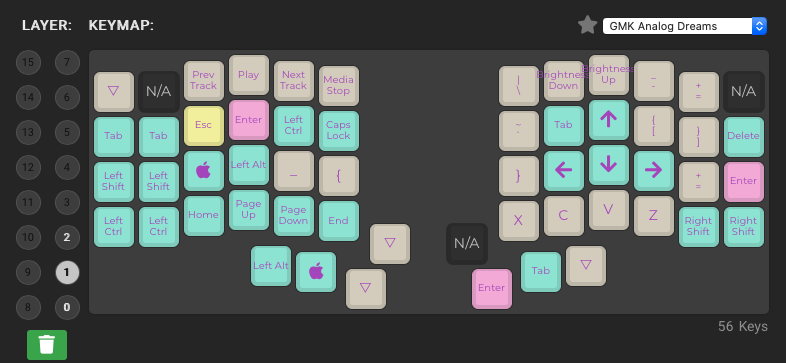 LAYER: KEYMAP: GMK Analog Dreams
15 7 Prev Track Play Next Track Media Stop | \ Brightness Down Brightness Up _ -
14 6 ▽ N/A + = N/A
13 5 Tab Tab Esc Enter Left Ctrl Caps Lock Tab ↑ { [ } ] Delete
12 4 Left Shift Left Shift Left Alt _ { } ← ↓ → + = Enter
11 3
10 2 Left Ctrl Left Ctrl Home Page Up Page Down End X C V Z Right Shift Right Shift
▽ N/A
9 1 Left Alt Tab ▽
8 0 ▽ Enter
56 Keys